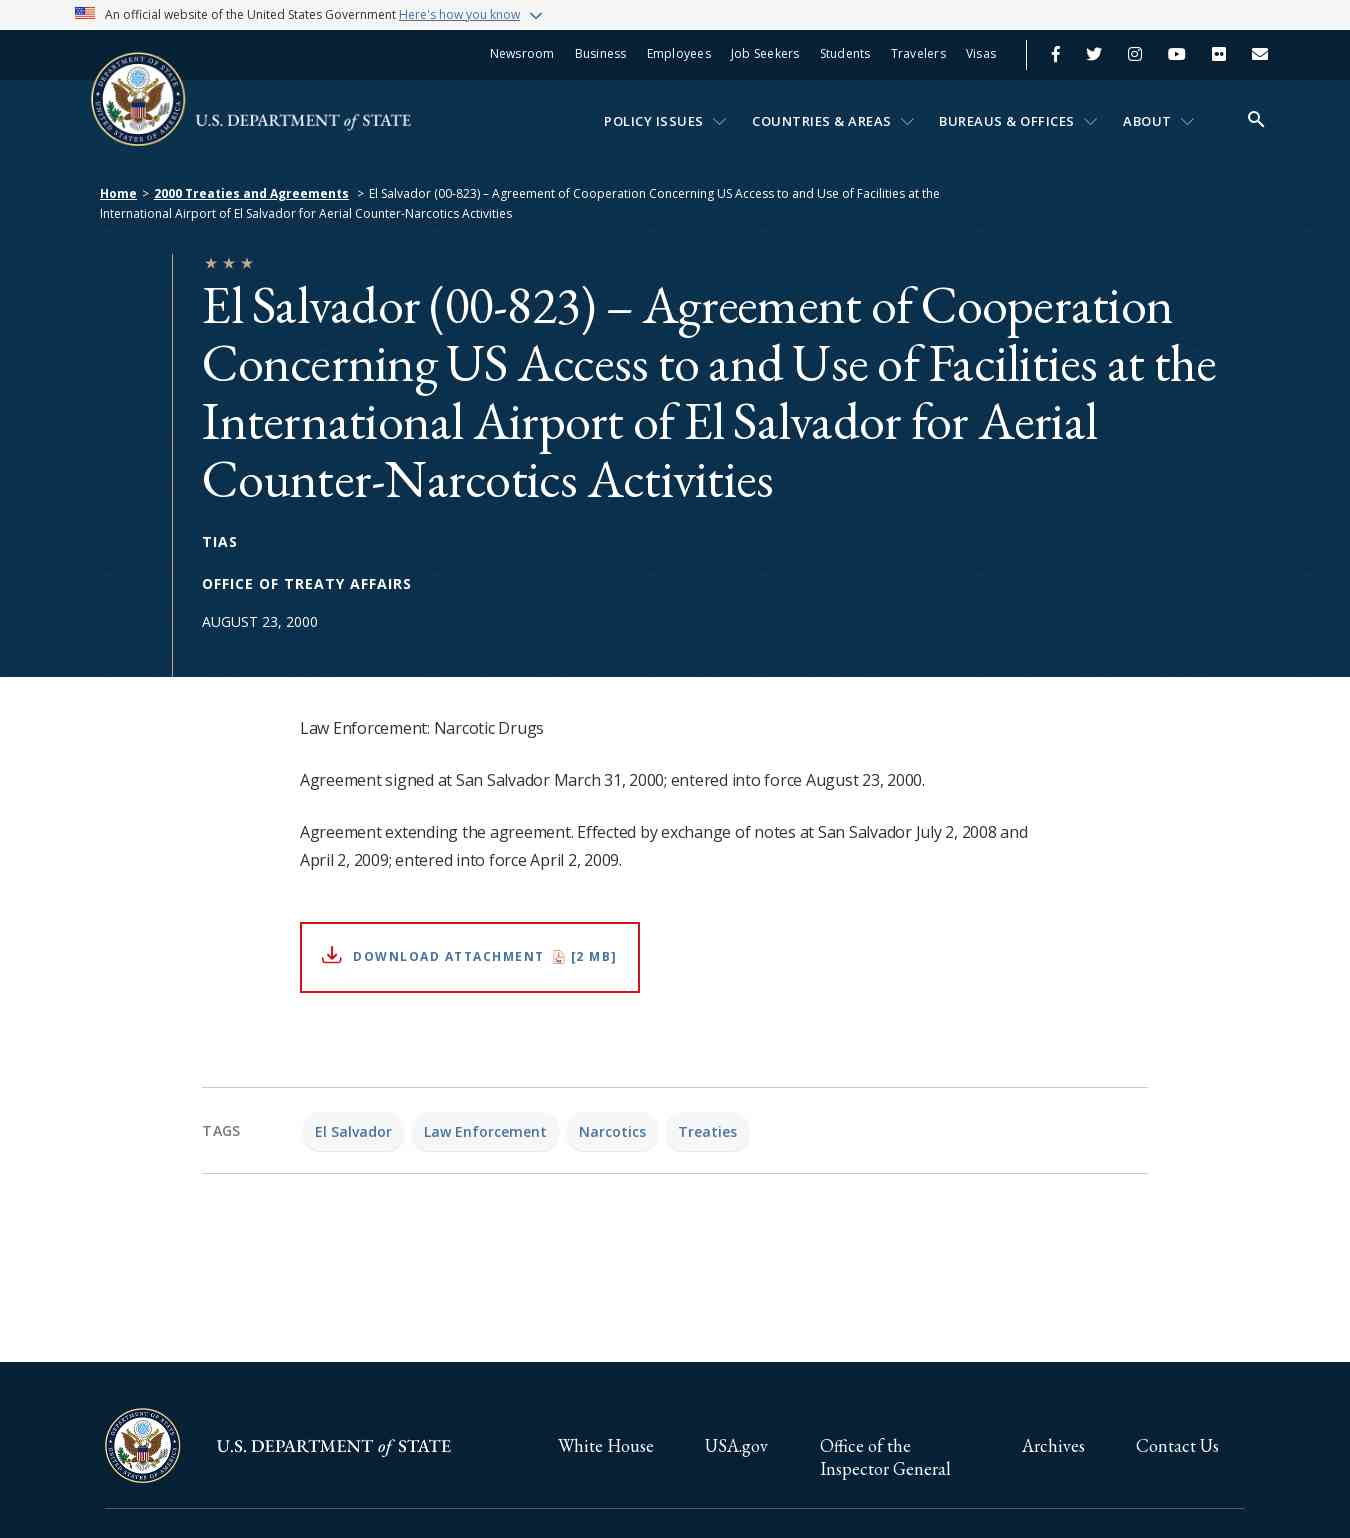 An official website of the United States Government Here's how you know
Newsroom Business Employees Job Seekers Students Travelers Visas
U.S. DEPARTMENT of STATE
POLICY ISSUES COUNTRIES & AREAS BUREAUS & OFFICES ABOUT
Home > 2000 Treaties and Agreements > El Salvador (00-823) – Agreement of Cooperation Concerning US Access to and Use of Facilities at the
International Airport of El Salvador for Aerial Counter-Narcotics Activities
El Salvador (00-823) – Agreement of Cooperation
Concerning US Access to and Use of Facilities at the
International Airport of El Salvador for Aerial
Counter-Narcotics Activities
TIAS
OFFICE OF TREATY AFFAIRS
AUGUST 23, 2000
Law Enforcement: Narcotic Drugs
Agreement signed at San Salvador March 31, 2000; entered into force August 23, 2000.
Agreement extending the agreement. Effected by exchange of notes at San Salvador July 2, 2008 and
April 2, 2009; entered into force April 2, 2009.
DOWNLOAD ATTACHMENT [2 MB]
TAGS El Salvador Law Enforcement Narcotics Treaties
DEPARTMENT OF STATE
UNITED STATES OF AMERICA
U.S. DEPARTMENT of STATE
White House USA.gov Office of the Archives Contact Us
Inspector General